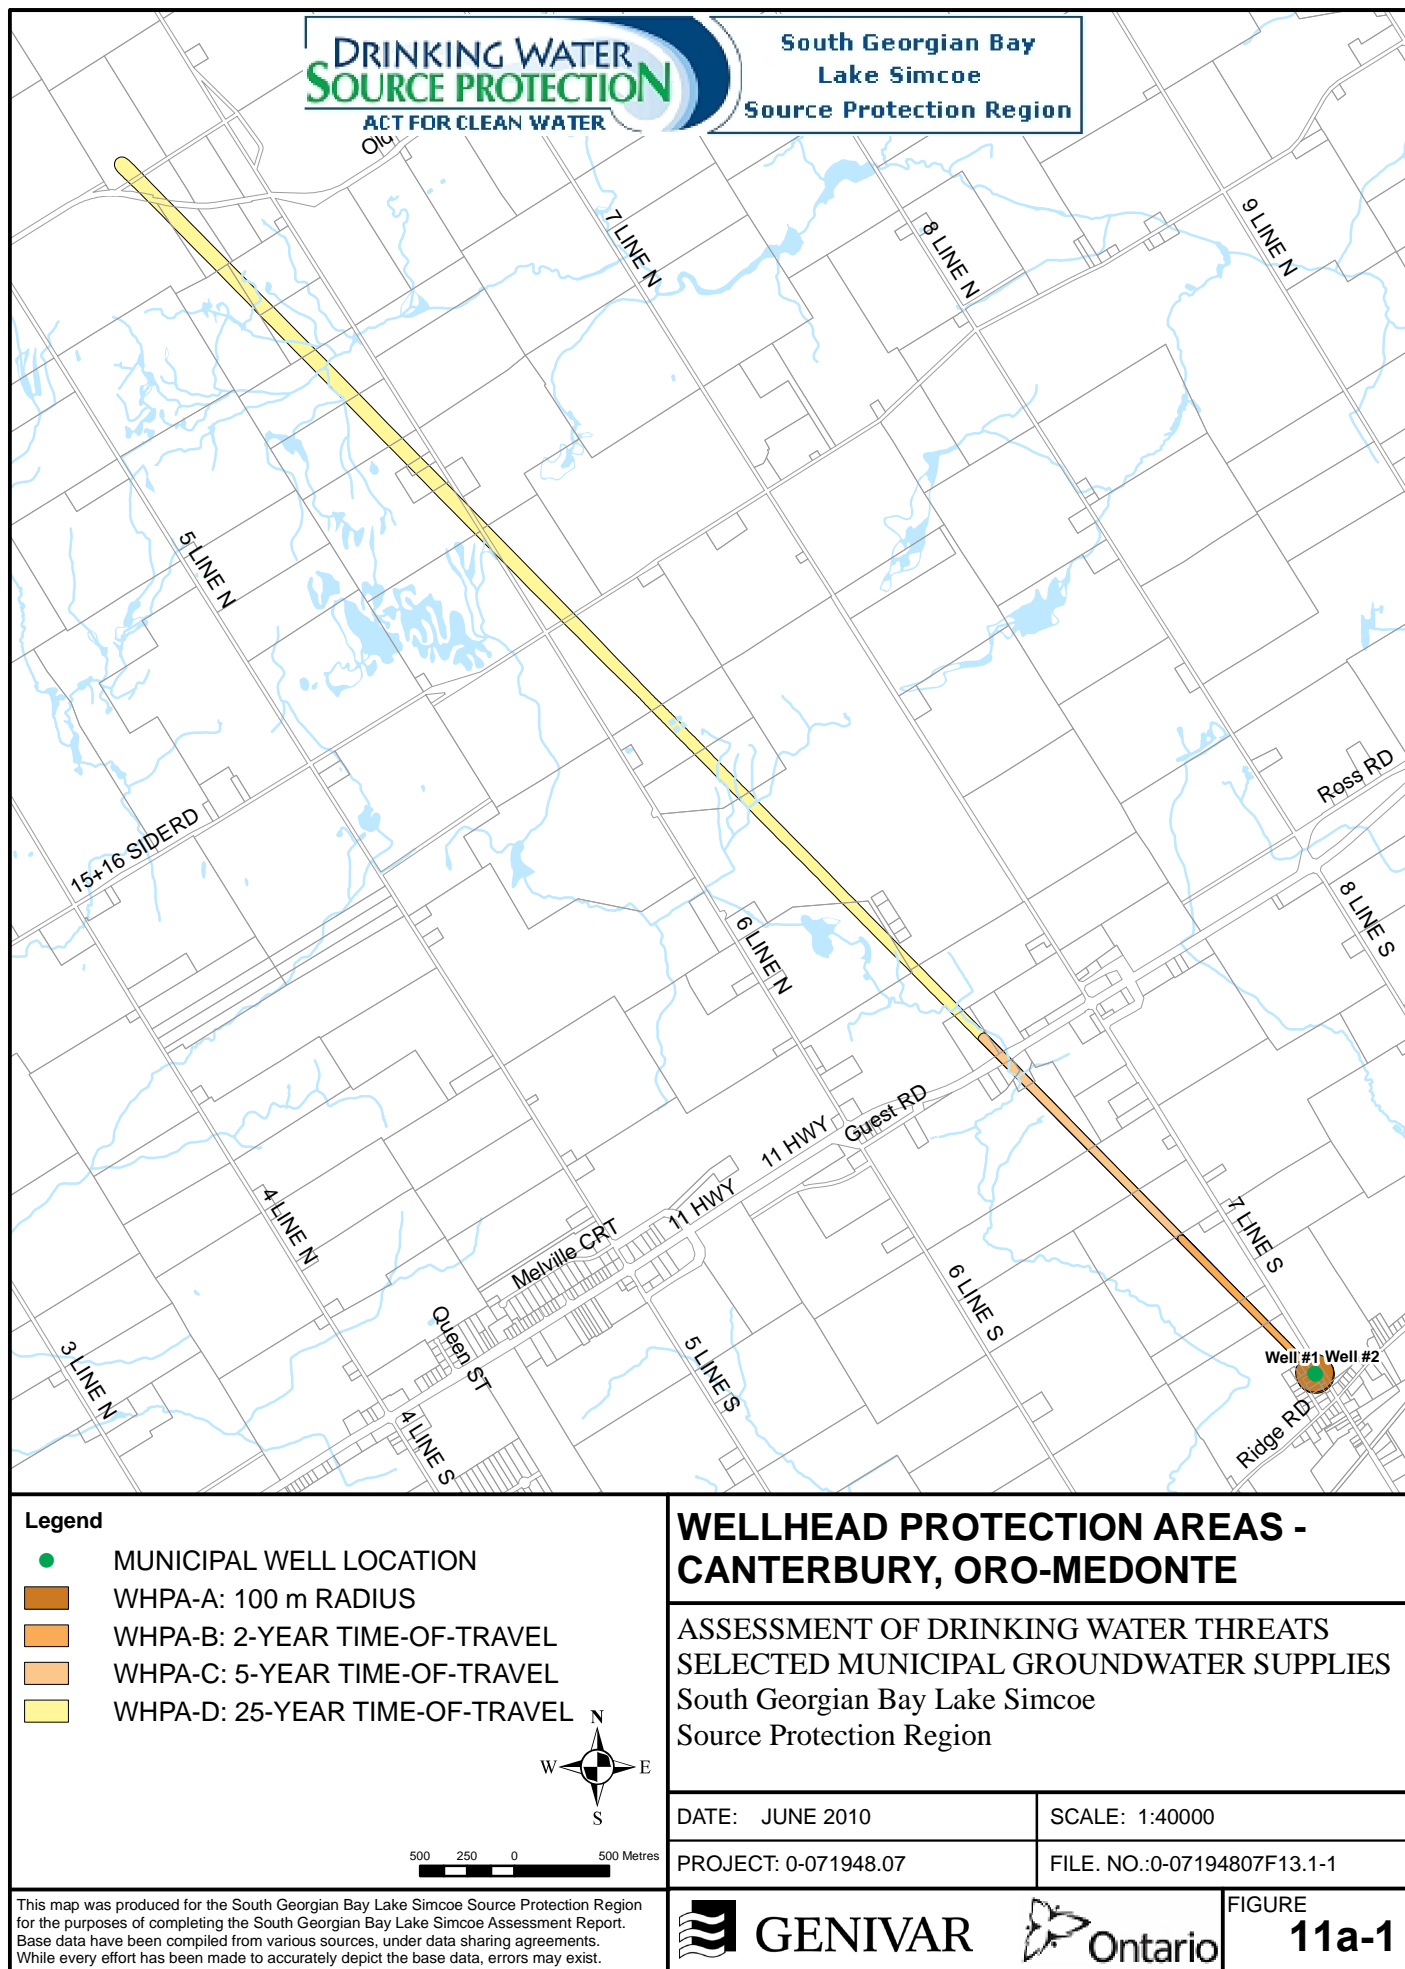 DRINKING WATER
SOURCE PROTECTION
ACT FOR CLEAN WATER
South Georgian Bay
Lake Simcoe
Source Protection Region
7 LINE N
8 LINE N
9 LINE N
5 LINE N
15+16 SIDERD
Ross RD
8 LINE S
6 LINE N
Guest RD
11 HWY
11 HWY
Melville CRT
4 LINE N
7 LINE S
6 LINE S
Queen ST
3 LINE N
5 LINE S
4 LINE S
Well #1 Well #2
Ridge RD
Legend
MUNICIPAL WELL LOCATION
WHPA-A: 100 m RADIUS
WHPA-B: 2-YEAR TIME-OF-TRAVEL
WHPA-C: 5-YEAR TIME-OF-TRAVEL
WHPA-D: 25-YEAR TIME-OF-TRAVEL
N
W E
S
500 250 0 500 Metres
WELLHEAD PROTECTION AREAS -
CANTERBURY, ORO-MEDONTE
ASSESSMENT OF DRINKING WATER THREATS
SELECTED MUNICIPAL GROUNDWATER SUPPLIES
South Georgian Bay Lake Simcoe
Source Protection Region
DATE: JUNE 2010
SCALE: 1:40000
PROJECT: 0-071948.07
FILE. NO.:0-07194807F13.1-1
This map was produced for the South Georgian Bay Lake Simcoe Source Protection Region
for the purposes of completing the South Georgian Bay Lake Simcoe Assessment Report.
Base data have been compiled from various sources, under data sharing agreements.
While every effort has been made to accurately depict the base data, errors may exist.
GENIVAR
Ontario
FIGURE
11a-1